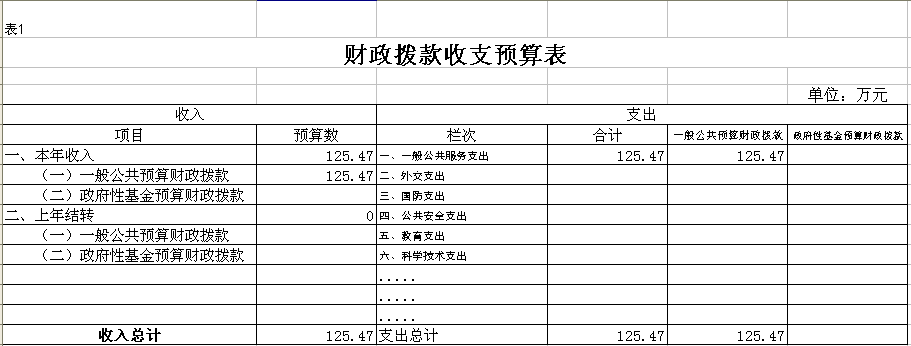 表1
财政拨款收支预算表
单位：万元
收入 支出
项目 预算数 栏次 合计 一般公共预算财政拨款 政府性基金预算财政拨款
一、本年收入 125.47 一、一般公共服务支出 125.47 125.47
（一）一般公共预算财政拨款 125.47 二、外交支出
（二）政府性基金预算财政拨款 三、国防支出
二、上年结转 0 四、公共安全支出
（一）一般公共预算财政拨款 五、教育支出
（二）政府性基金预算财政拨款 六、科学技术支出
.....
.....
.....
收入总计 125.47 支出总计 125.47 125.47